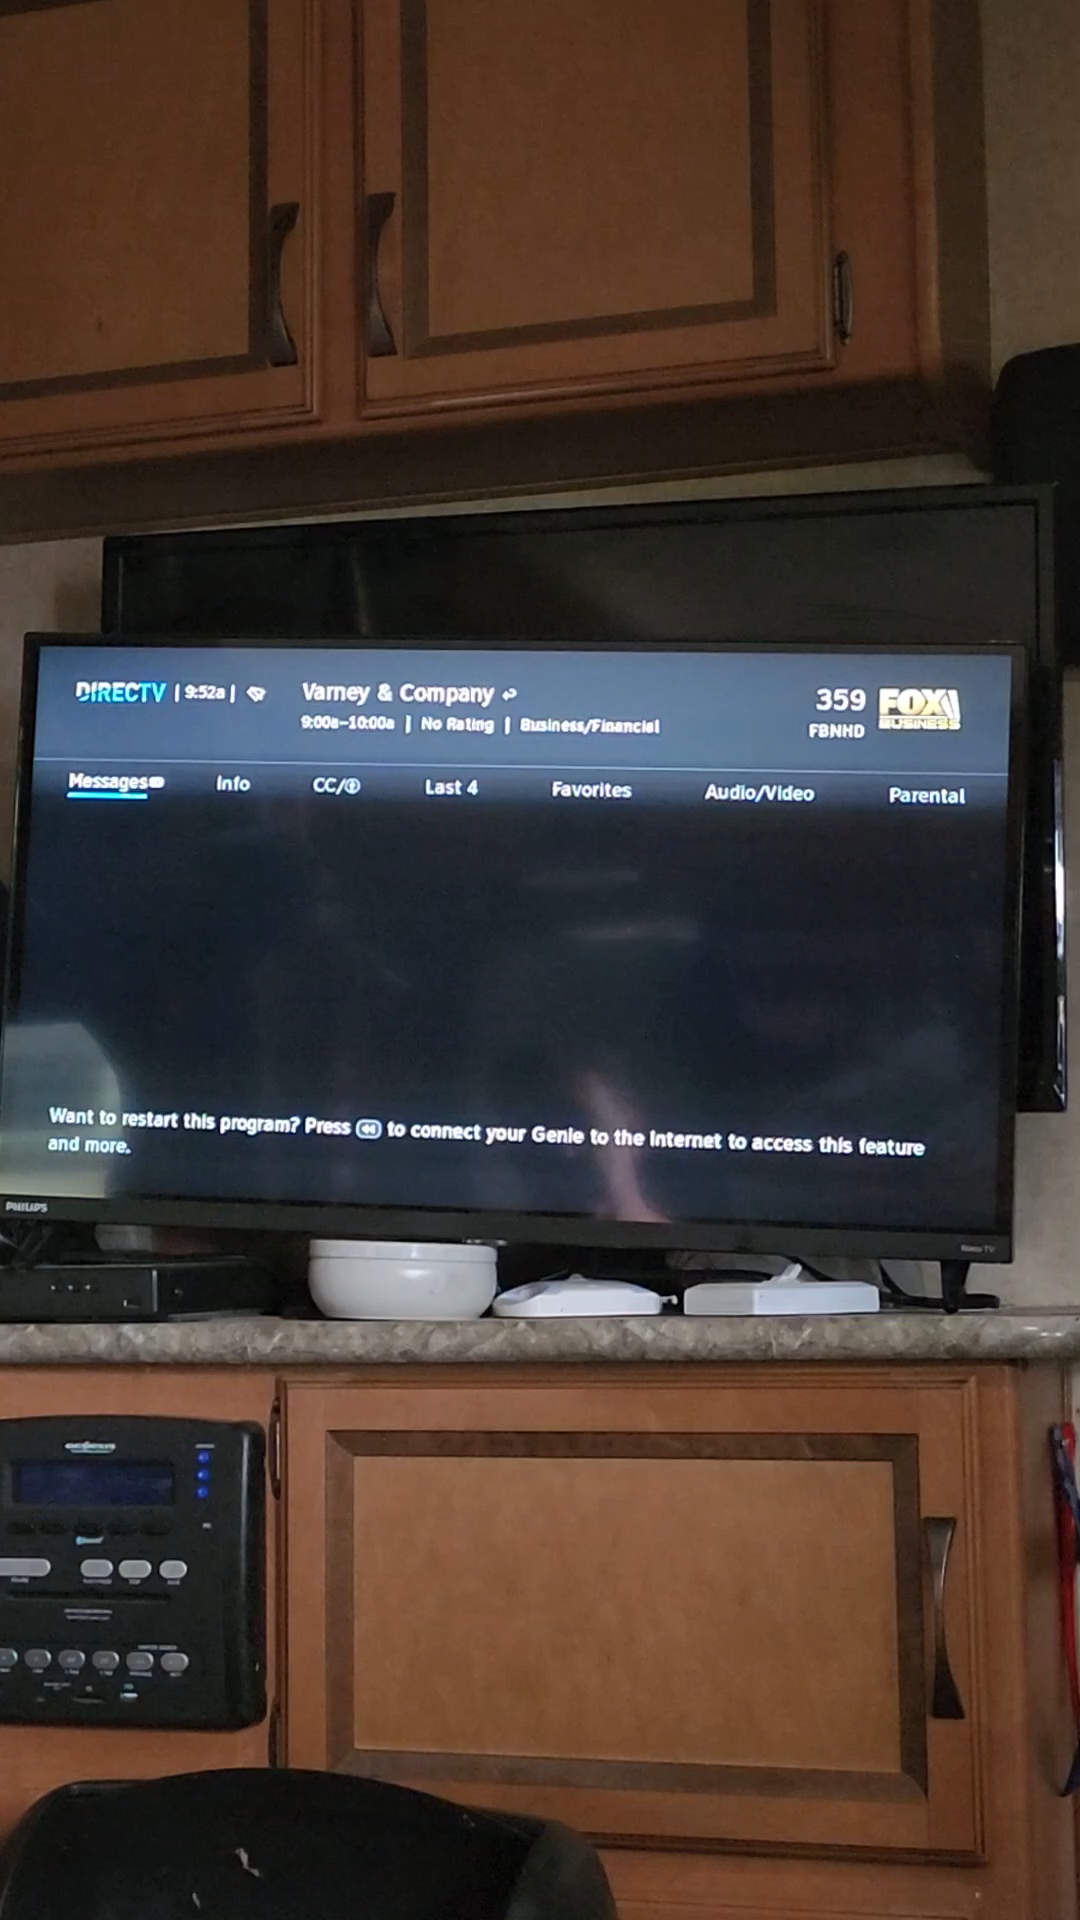 DIRECTV | 9:52a |
Varney & Company
359
FOX
BUSINESS
9:00a-10:00a | No Rating | Business/Financial
FBNHD
Messages
Info
CC/
Last 4
Favorites
Audio/Video
Parental
Want to restart this program? Press to connect your Genie to the Internet to access this feature
and more.
PHILIPS
Roku TV